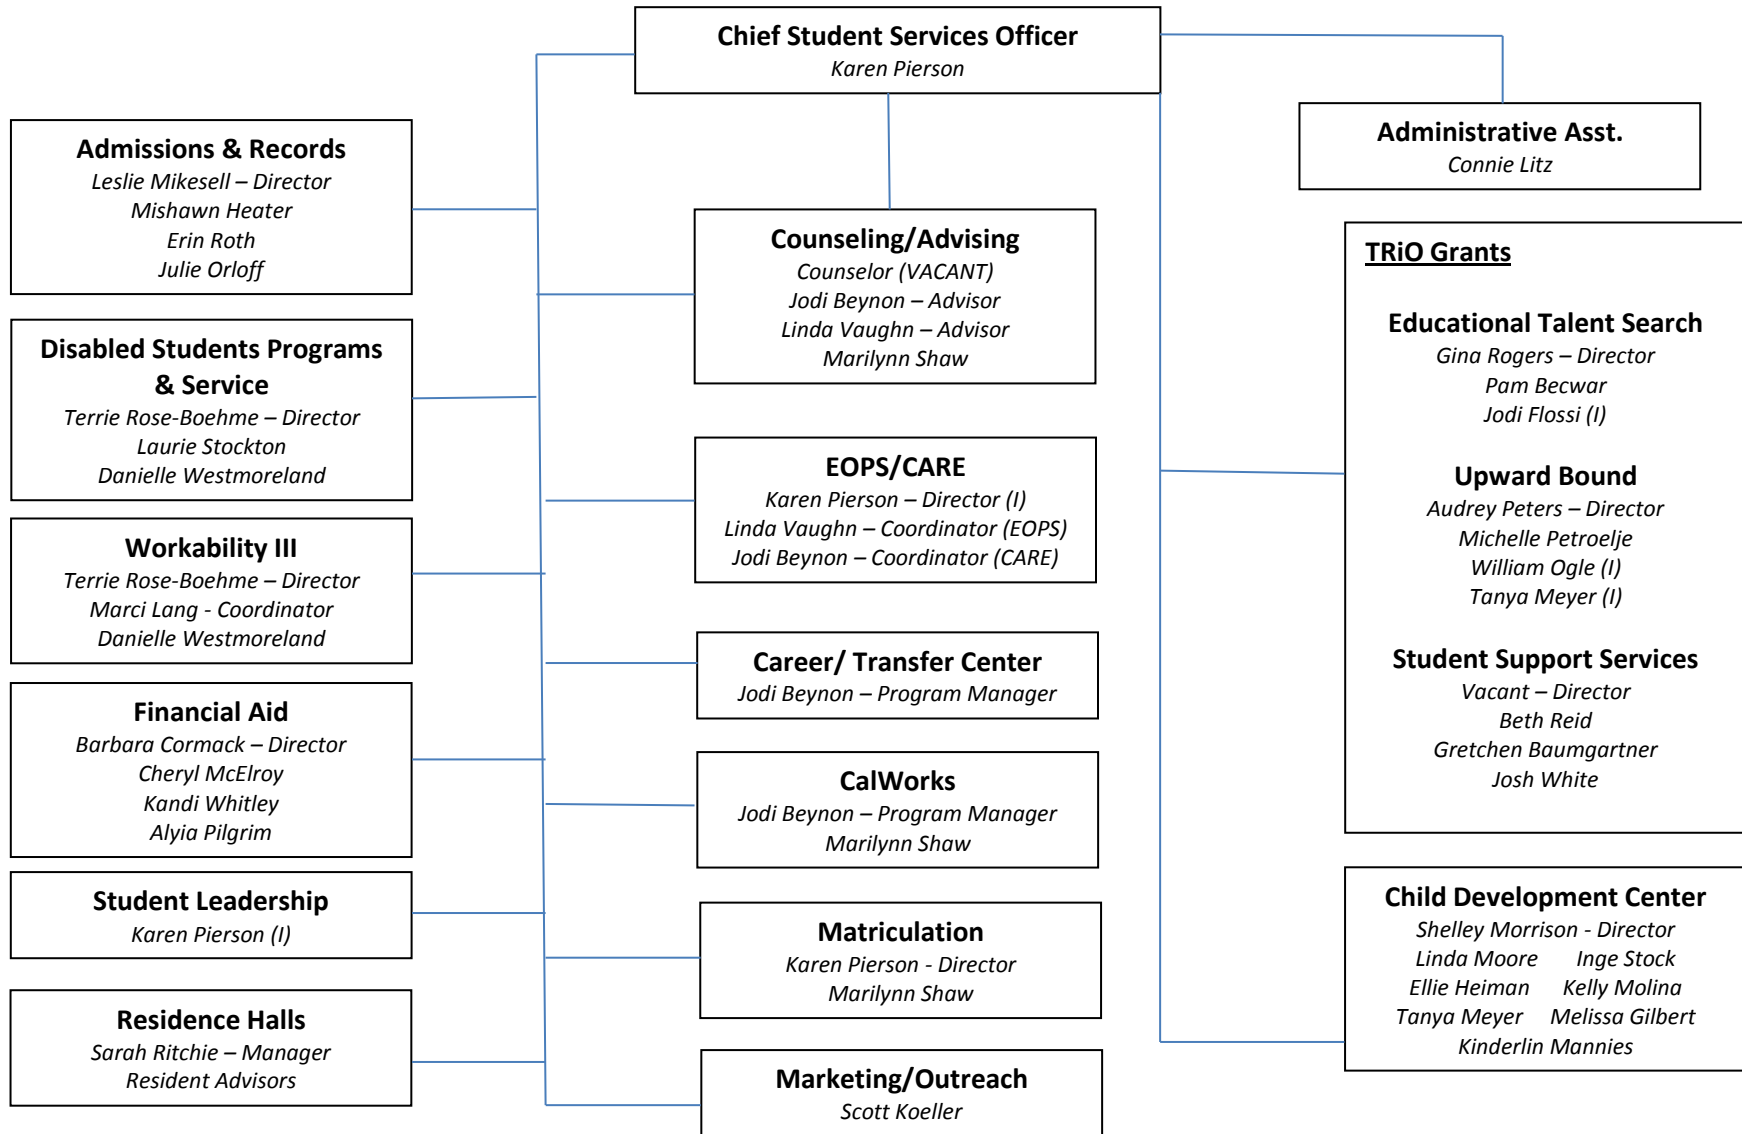 Chief Student Services Officer
Karen Pierson
Administrative Asst.
Connie Litz
Admissions & Records
Leslie Mikesell – Director
Mishawn Heater
Erin Roth
Julie Orloff
Disabled Students Programs
& Service
Terrie Rose-Boehme – Director
Laurie Stockton
Danielle Westmoreland
Workability III
Terrie Rose-Boehme – Director
Marci Lang - Coordinator
Danielle Westmoreland
Financial Aid
Barbara Cormack – Director
Cheryl McElroy
Kandi Whitley
Alyia Pilgrim
Student Leadership
Karen Pierson (I)
Residence Halls
Sarah Ritchie – Manager
Resident Advisors
Counseling/Advising
Counselor (VACANT)
Jodi Beynon – Advisor
Linda Vaughn – Advisor
Marilynn Shaw
EOPS/CARE
Karen Pierson – Director (I)
Linda Vaughn – Coordinator (EOPS)
Jodi Beynon – Coordinator (CARE)
Career/ Transfer Center
Jodi Beynon – Program Manager
CalWorks
Jodi Beynon – Program Manager
Marilynn Shaw
Matriculation
Karen Pierson - Director
Marilynn Shaw
Marketing/Outreach
Scott Koeller
TRiO Grants
Educational Talent Search
Gina Rogers – Director
Pam Becwar
Jodi Flossi (I)
Upward Bound
Audrey Peters – Director
Michelle Petroelje
William Ogle (I)
Tanya Meyer (I)
Student Support Services
Vacant – Director
Beth Reid
Gretchen Baumgartner
Josh White
Child Development Center
Shelley Morrison - Director
Linda Moore Inge Stock
Ellie Heiman Kelly Molina
Tanya Meyer Melissa Gilbert
Kinderlin Mannies